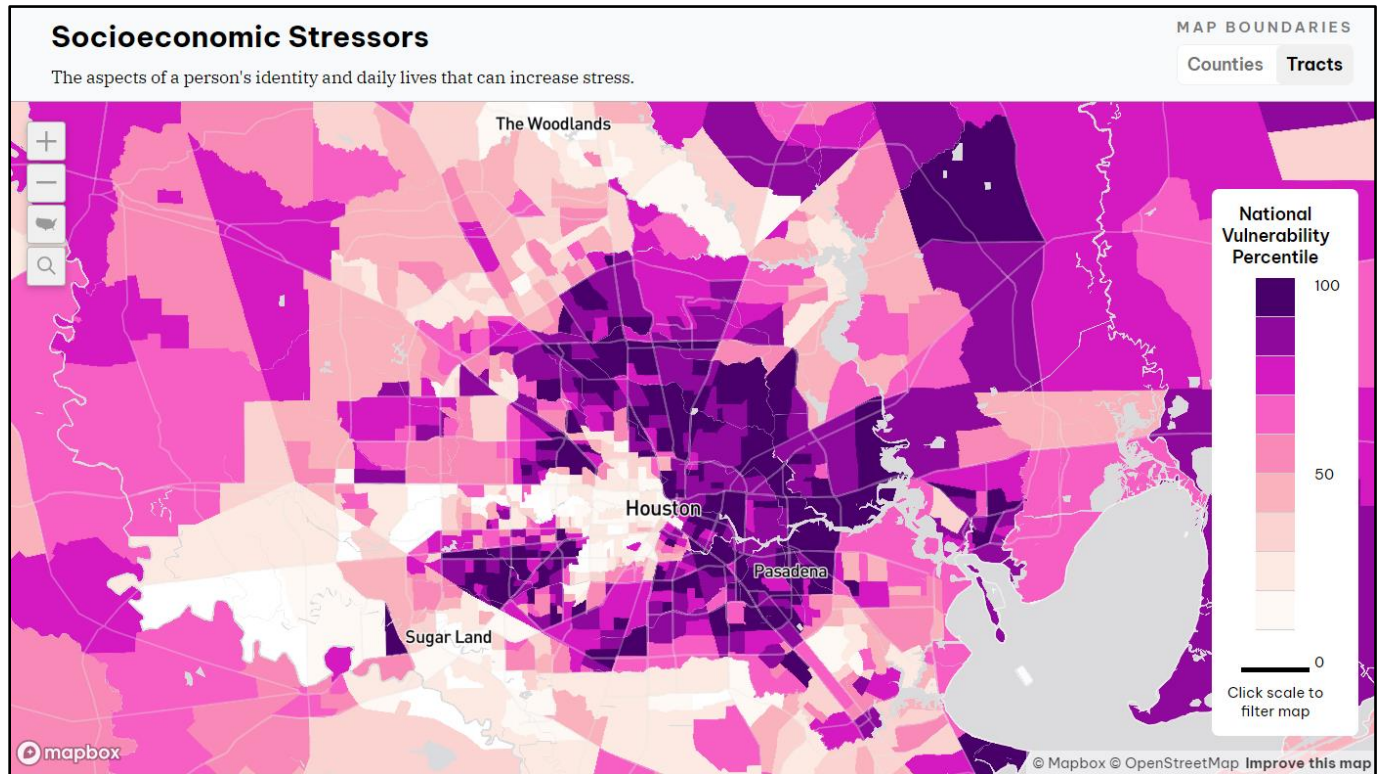 Socioeconomic Stressors
The aspects of a person's identity and daily lives that can increase stress.
MAP BOUNDARIES
Counties Tracts
The Woodlands
Houston
Pasadena
Sugar Land
National
Vulnerability
Percentile
100
50
0
Click scale to
filter map
mapbox
© Mapbox © OpenStreetMap Improve this map